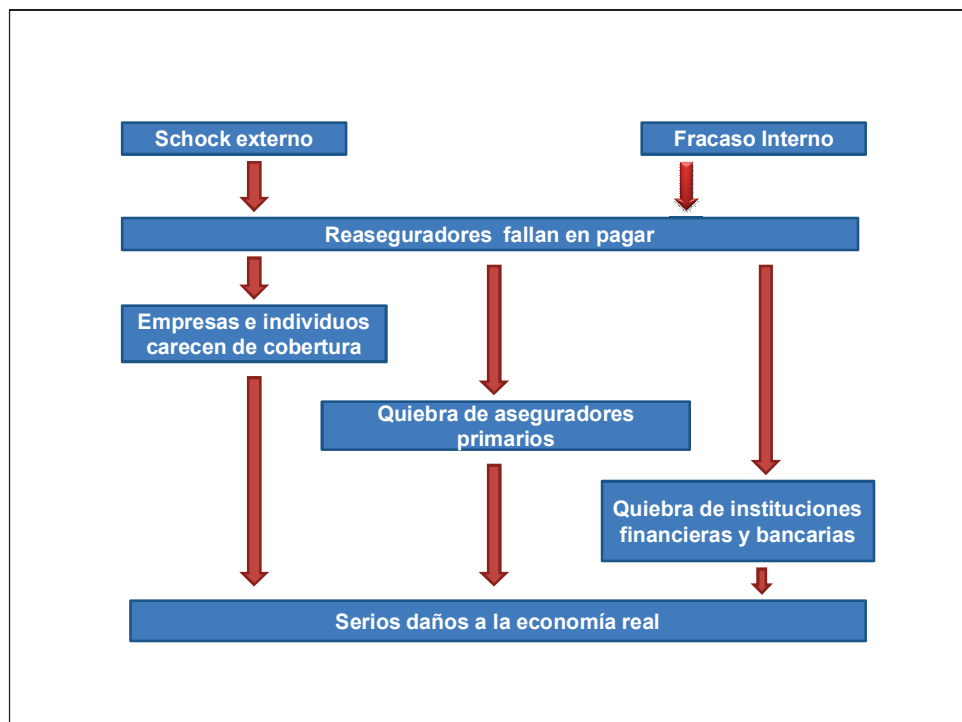 Schock externo
Fracaso Interno
Reaseguradores fallan en pagar
Empresas e individuos
carecen de cobertura
Quiebra de aseguradores
primarios
Quiebra de instituciones
financieras y bancarias
Serios daños a la economía real